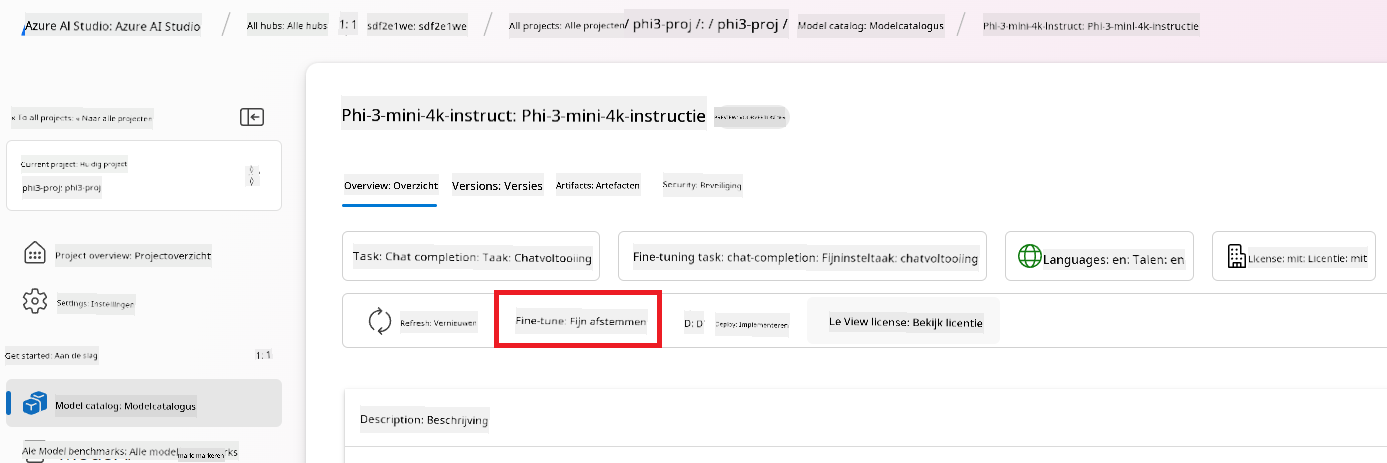 Azure AI Studio: Azure AI Studio / All hubs: Alle hubs 1: 1 sdf2e1we: sdf2e1we / All projects: Alle projecten / phi3-proj /: / phi3-proj / Model catalog: Modelcatalogus / Phi-3-mini-4k-Instruct: Phi-3-mini-4k-instructie
« To all projects: « Naar alle projecten
Current project: Huidig project
phi3-proj: phi3-proj
Project overview: Projectoverzicht
Settings: Instellingen
Get started: Aan de slag 1: 1
Model catalog: Modelcatalogus
Aie Model benchmarks: Alle model
Phi-3-mini-4k-instruct: Phi-3-mini-4k-instructie
Overview: Overzicht Versions: Versies Artifacts: Artefacten Security: Beveiliging
Task: Chat completion: Taak: Chatvoltooiing Fine-tuning task: chat-completion: Fijninsteltaak: chatvoltooiing Languages: en: Talen: en License: mit: Licentie: mit
Refresh: Vernieuwen Fine-tune: Fijn afstemmen D: D' Deploy: Implementeren Le View license: Bekijk licentie
Description: Beschrijving